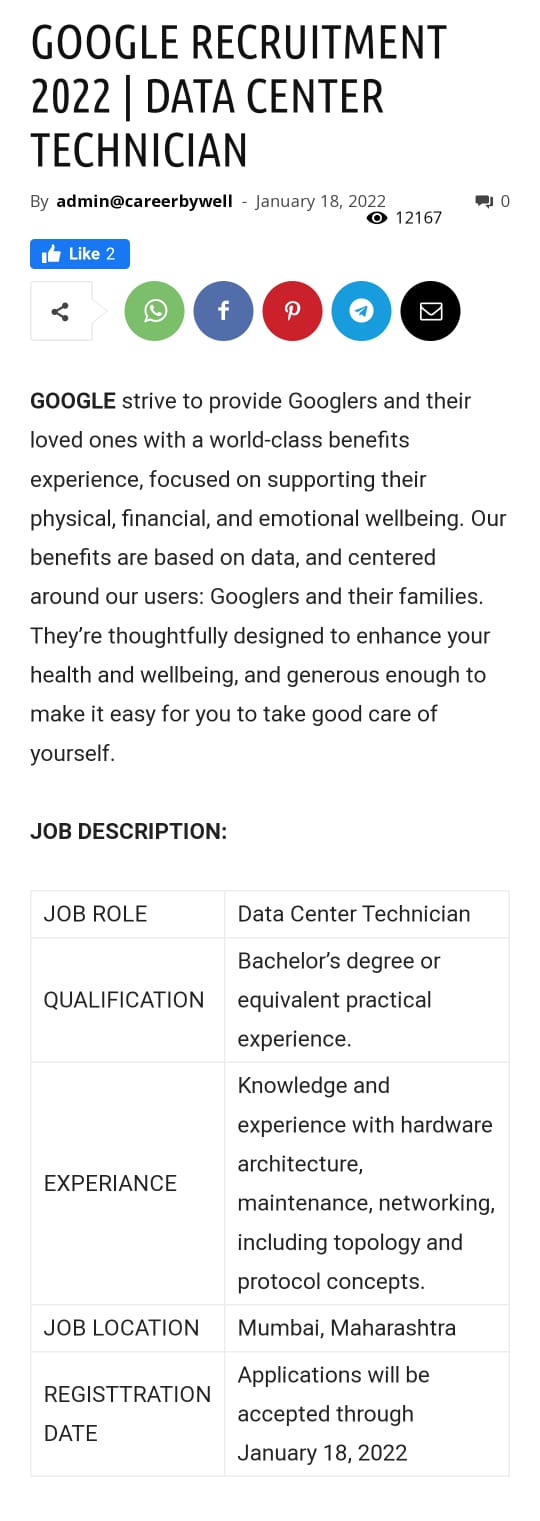 GOOGLE RECRUITMENT
2022 | DATA CENTER
TECHNICIAN
By admin@careerbywell - January 18, 2022
0
12167
Like 2
GOOGLE strive to provide Googlers and their
loved ones with a world-class benefits
experience, focused on supporting their
physical, financial, and emotional wellbeing. Our
benefits are based on data, and centered
around our users: Googlers and their families.
They’re thoughtfully designed to enhance your
health and wellbeing, and generous enough to
make it easy for you to take good care of
yourself.
JOB DESCRIPTION:
JOB ROLE
Data Center Technician
QUALIFICATION
Bachelor’s degree or
equivalent practical
experience.
EXPERIANCE
Knowledge and
experience with hardware
architecture,
maintenance, networking,
including topology and
protocol concepts.
JOB LOCATION
Mumbai, Maharashtra
REGISTTRATION
DATE
Applications will be
accepted through
January 18, 2022